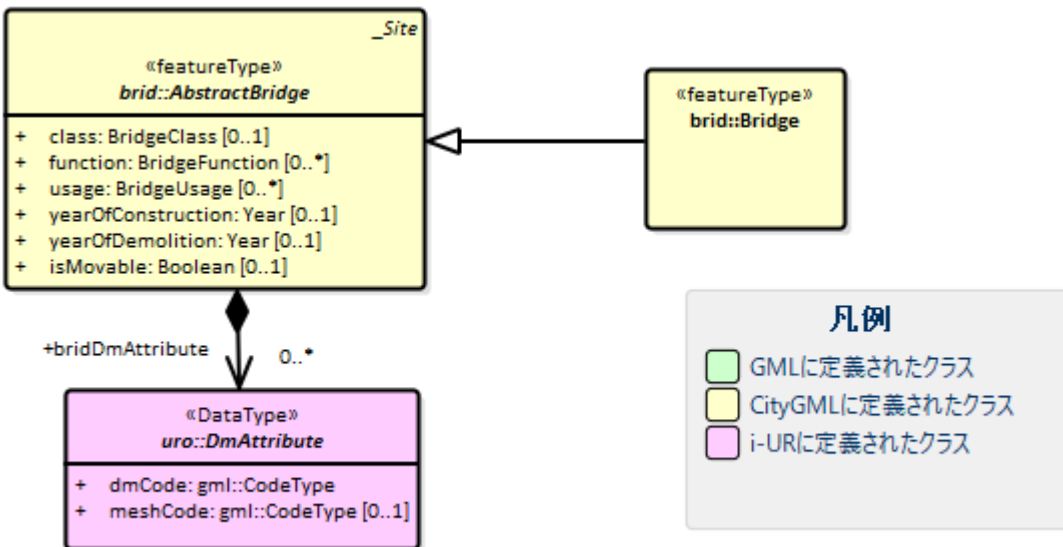 _Site
«featureType»
brid::AbstractBridge
+ class: BridgeClass [0..1]
+ function: BridgeFunction [0..*]
+ usage: BridgeUsage [0..*]
+ yearOfConstruction: Year [0..1]
+ yearOfDemolition: Year [0..1]
+ isMovable: Boolean [0..1]
«featureType»
brid::Bridge
+bridDmAttribute
0..*
«DataType»
uro::DmAttribute
+ dmCode: gml::CodeType
+ meshCode: gml::CodeType [0..1]
凡例
GMLに定義されたクラス
CityGMLに定義されたクラス
i-URに定義されたクラス